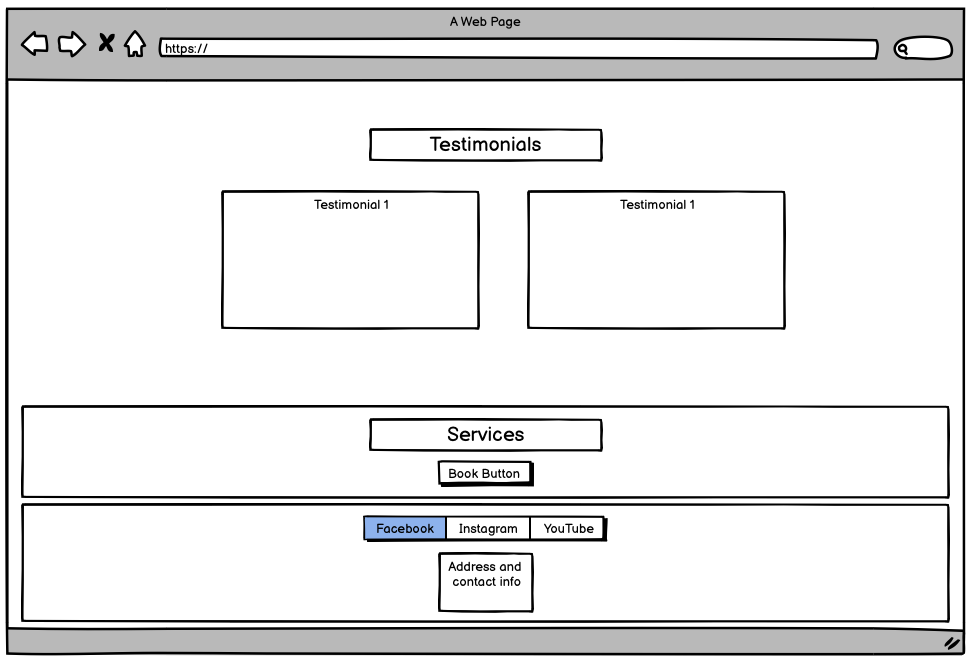 A Web Page
https://
Testimonials
Testimonial 1
Testimonial 1
Services
Book Button
Facebook Instagram YouTube
Address and
contact info